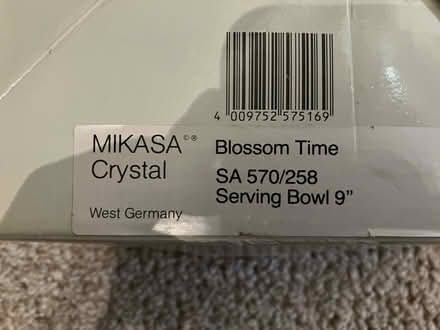 4 009752 575169
MIKASA©® Blossom Time
Crystal SA 570/258
West Germany Serving Bowl 9”